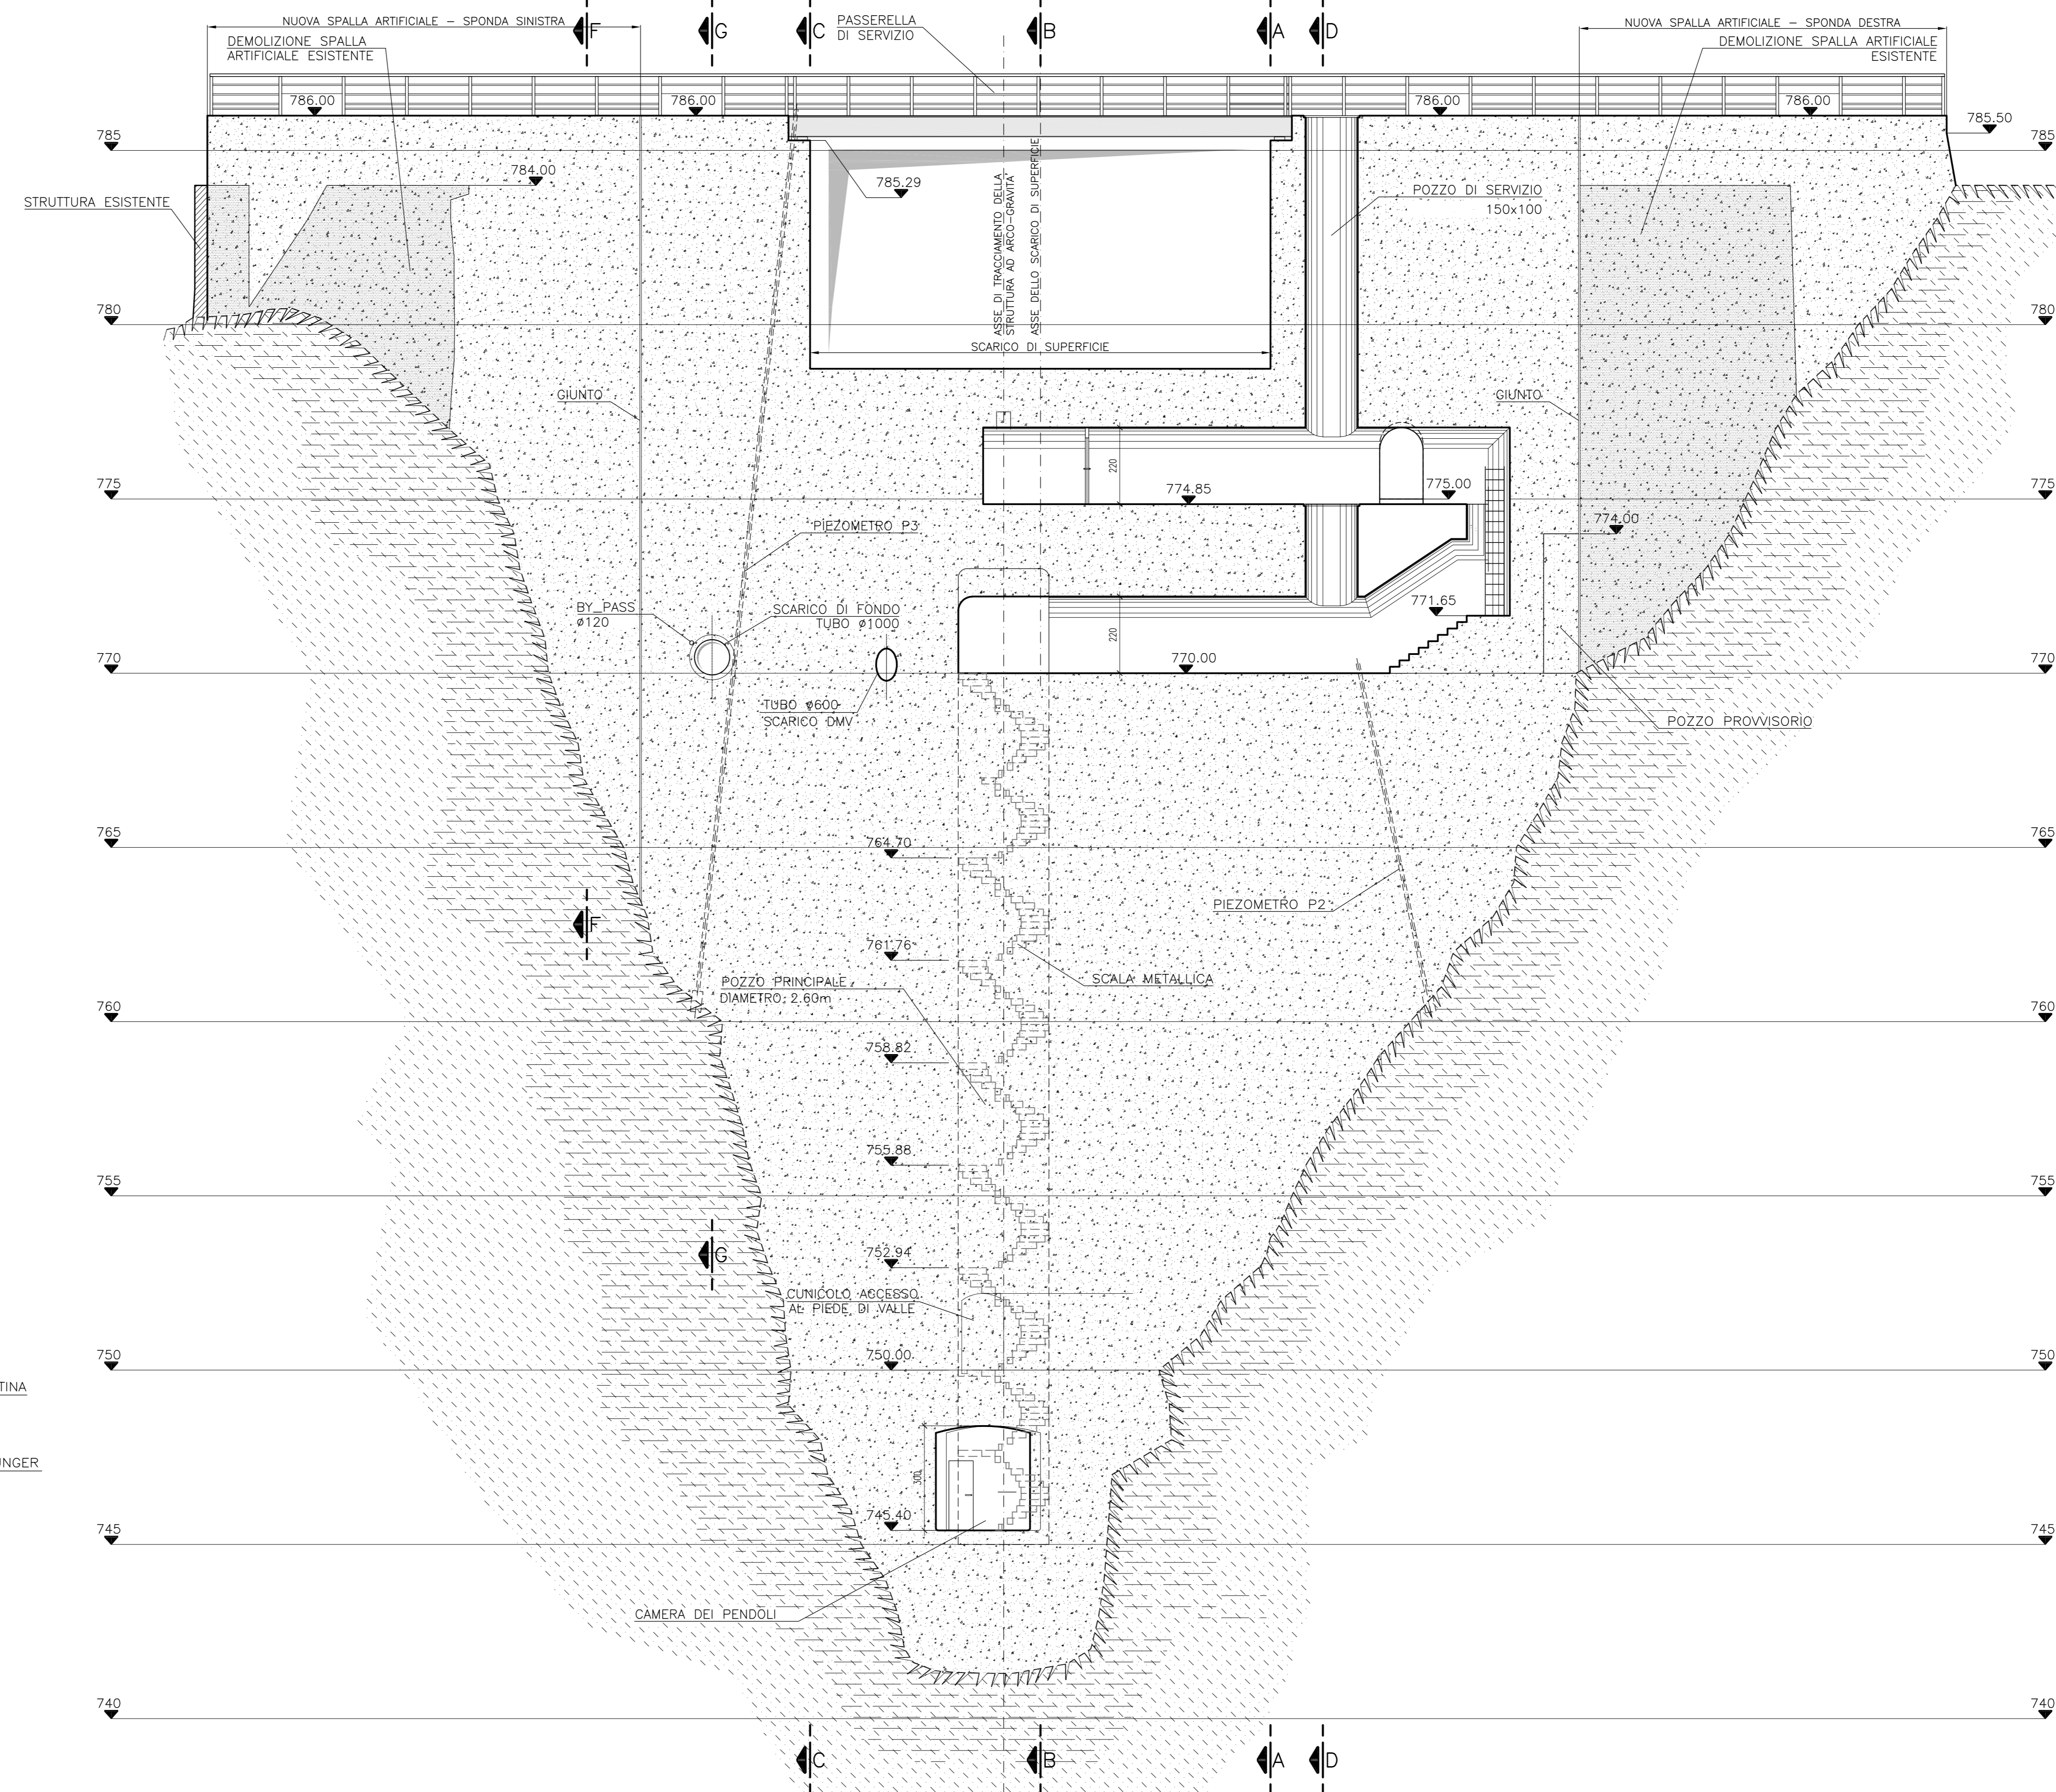 NUOVA SPALLA ARTIFICIALE – SPONDA SINISTRA
F
G
C
PASSERELLA
DI SERVIZIO
B
A
D
NUOVA SPALLA ARTIFICIALE – SPONDA DESTRA
DEMOLIZIONE SPALLA
ARTIFICIALE ESISTENTE
DEMOLIZIONE SPALLA ARTIFICIALE
ESISTENTE
786.00
786.00
786.00
786.00
785.50
785
785
784.00
785.29
STRUTTURA ESISTENTE
ASSE DI TRACCIAMENTO DELLA
STRUTTURA AD ARCO-GRAVITA'
ASSE DELLO SCARICO DI SUPERFICIE
POZZO DI SERVIZIO
150x100
780
780
SCARICO DI SUPERFICIE
GIUNTO
GIUNTO
220
775
774.85
775.00
775
PIEZOMETRO P3
774.00
BY_PASS
ø120
SCARICO DI FONDO
TUBO ø1000
771.65
220
770
770.00
770
TUBO ø600
SCARICO DMV
POZZO PROVVISORIO
765
764.70
765
PIEZOMETRO P2
F
761.76
POZZO PRINCIPALE
DIAMETRO: 2.60m
SCALA METALLICA
760
760
758.82
755.88
755
755
752.94
G
CUNICOLO ACCESSO
AL PIEDE DI VALLE
750
750.00
750
TINA
UNGER
300
745.40
745
745
CAMERA DEI PENDOLI
740
740
C
B
A
D